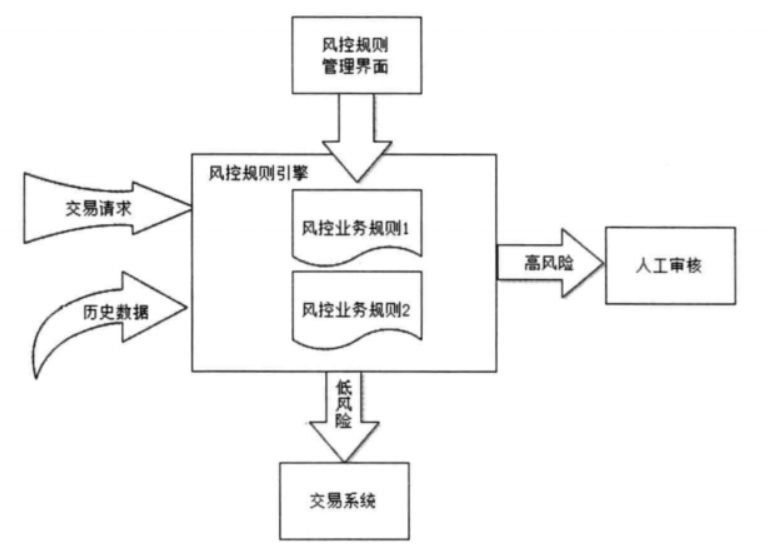 风控规则
管理界面
风控规则引擎
交易请求
风控业务规则1
高风险
人工审核
历史数据
风控业务规则2
低
风
险
交易系统